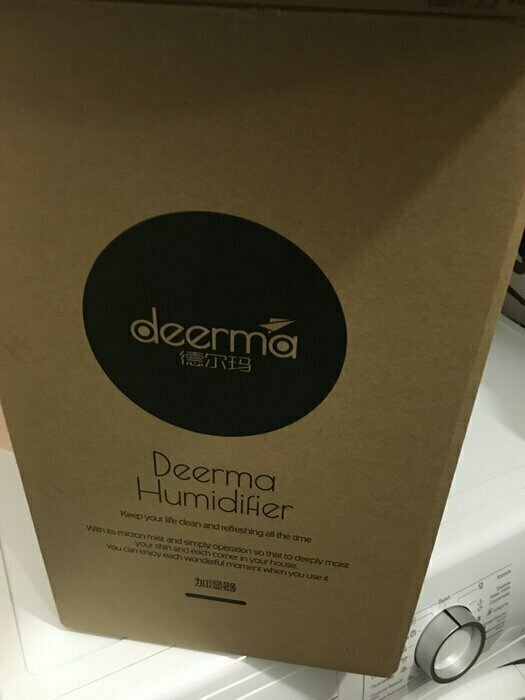 deerma
德尔玛
Deerma
Humidifier
Keep your life clean and refreshing all the time
With its micron mist and simply operation so that to deeply moist
your shin and each corner in your house.
You can enjoy each wonderful moment when you use it
加湿器